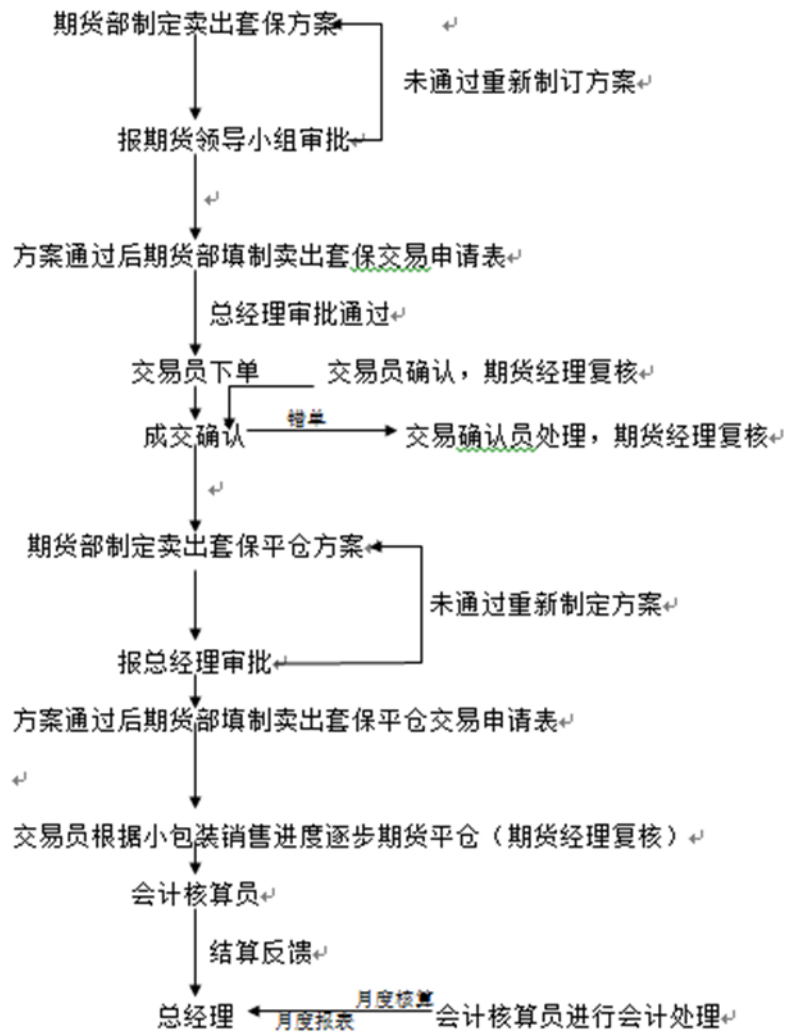 期货部制定卖出套保方案
未通过重新制订方案
报期货领导小组审批
方案通过后期货部填制卖出套保交易申请表
总经理审批通过
交易员下单
交易员确认，期货经理复核
成交确认
错单
交易确认员处理，期货经理复核
期货部制定卖出套保平仓方案
未通过重新制定方案
报总经理审批
方案通过后期货部填制卖出套保平仓交易申请表
交易员根据小包装销售进度逐步期货平仓（期货经理复核）
会计核算员
结算反馈
总经理
月度核算
月度报表
会计核算员进行会计处理